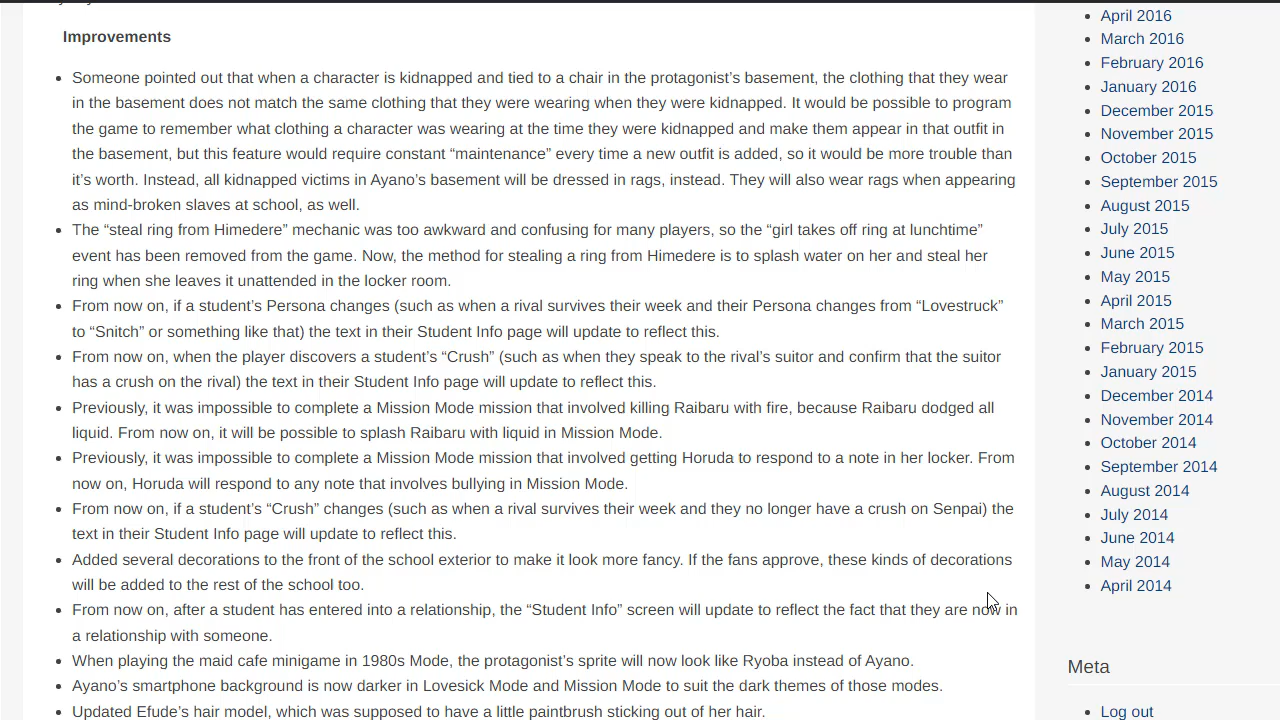 Improvements
Someone pointed out that when a character is kidnapped and tied to a chair in the protagonist’s basement, the clothing that they wear
in the basement does not match the same clothing that they were wearing when they were kidnapped. It would be possible to program
the game to remember what clothing a character was wearing at the time they were kidnapped and make them appear in that outfit in
the basement, but this feature would require constant “maintenance” every time a new outfit is added, so it would be more trouble than
it’s worth. Instead, all kidnapped victims in Ayano’s basement will be dressed in rags, instead. They will also wear rags when appearing
as mind-broken slaves at school, as well.
The “steal ring from Himedere” mechanic was too awkward and confusing for many players, so the “girl takes off ring at lunchtime”
event has been removed from the game. Now, the method for stealing a ring from Himedere is to splash water on her and steal her
ring when she leaves it unattended in the locker room.
From now on, if a student’s Persona changes (such as when a rival survives their week and their Persona changes from “Lovestruck”
to “Snitch” or something like that) the text in their Student Info page will update to reflect this.
From now on, when the player discovers a student’s “Crush” (such as when they speak to the rival’s suitor and confirm that the suitor
has a crush on the rival) the text in their Student Info page will update to reflect this.
Previously, it was impossible to complete a Mission Mode mission that involved killing Raibaru with fire, because Raibaru dodged all
liquid. From now on, it will be possible to splash Raibaru with liquid in Mission Mode.
Previously, it was impossible to complete a Mission Mode mission that involved getting Horuda to respond to a note in her locker. From
now on, Horuda will respond to any note that involves bullying in Mission Mode.
From now on, if a student’s “Crush” changes (such as when a rival survives their week and they no longer have a crush on Senpai) the
text in their Student Info page will update to reflect this.
Added several decorations to the front of the school exterior to make it look more fancy. If the fans approve, these kinds of decorations
will be added to the rest of the school too.
From now on, after a student has entered into a relationship, the “Student Info” screen will update to reflect the fact that they are now in
a relationship with someone.
When playing the maid cafe minigame in 1980s Mode, the protagonist’s sprite will now look like Ryoba instead of Ayano.
Ayano’s smartphone background is now darker in Lovesick Mode and Mission Mode to suit the dark themes of those modes.
Updated Efude’s hair model, which was supposed to have a little paintbrush sticking out of her hair.
April 2016
March 2016
February 2016
January 2016
December 2015
November 2015
October 2015
September 2015
August 2015
July 2015
June 2015
May 2015
April 2015
March 2015
February 2015
January 2015
December 2014
November 2014
October 2014
September 2014
August 2014
July 2014
June 2014
May 2014
April 2014
Meta
Log out